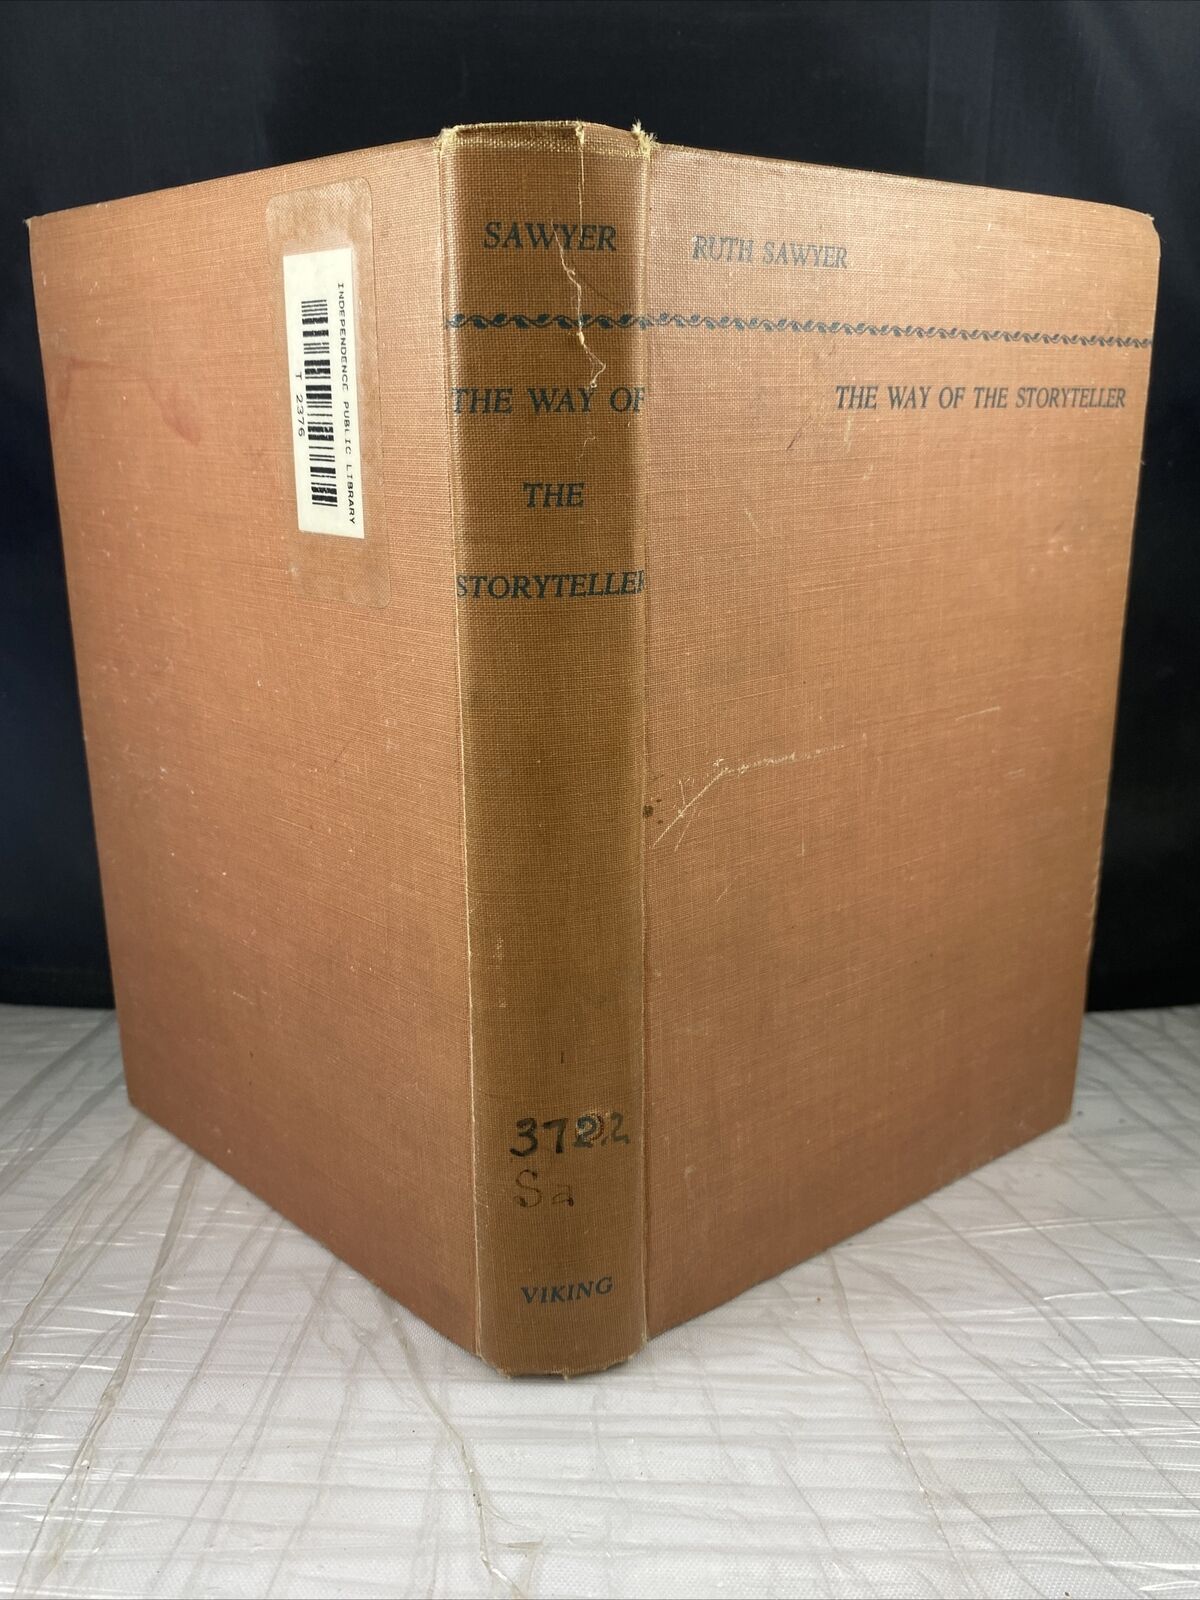 INDEPENDENCE PUBLIC LIBRARY
T 2376
SAWYER
THE WAY OF
THE
STORYTELLER
Sa
VIKING
RUTH SAWYER
THE WAY OF THE STORYTELLER